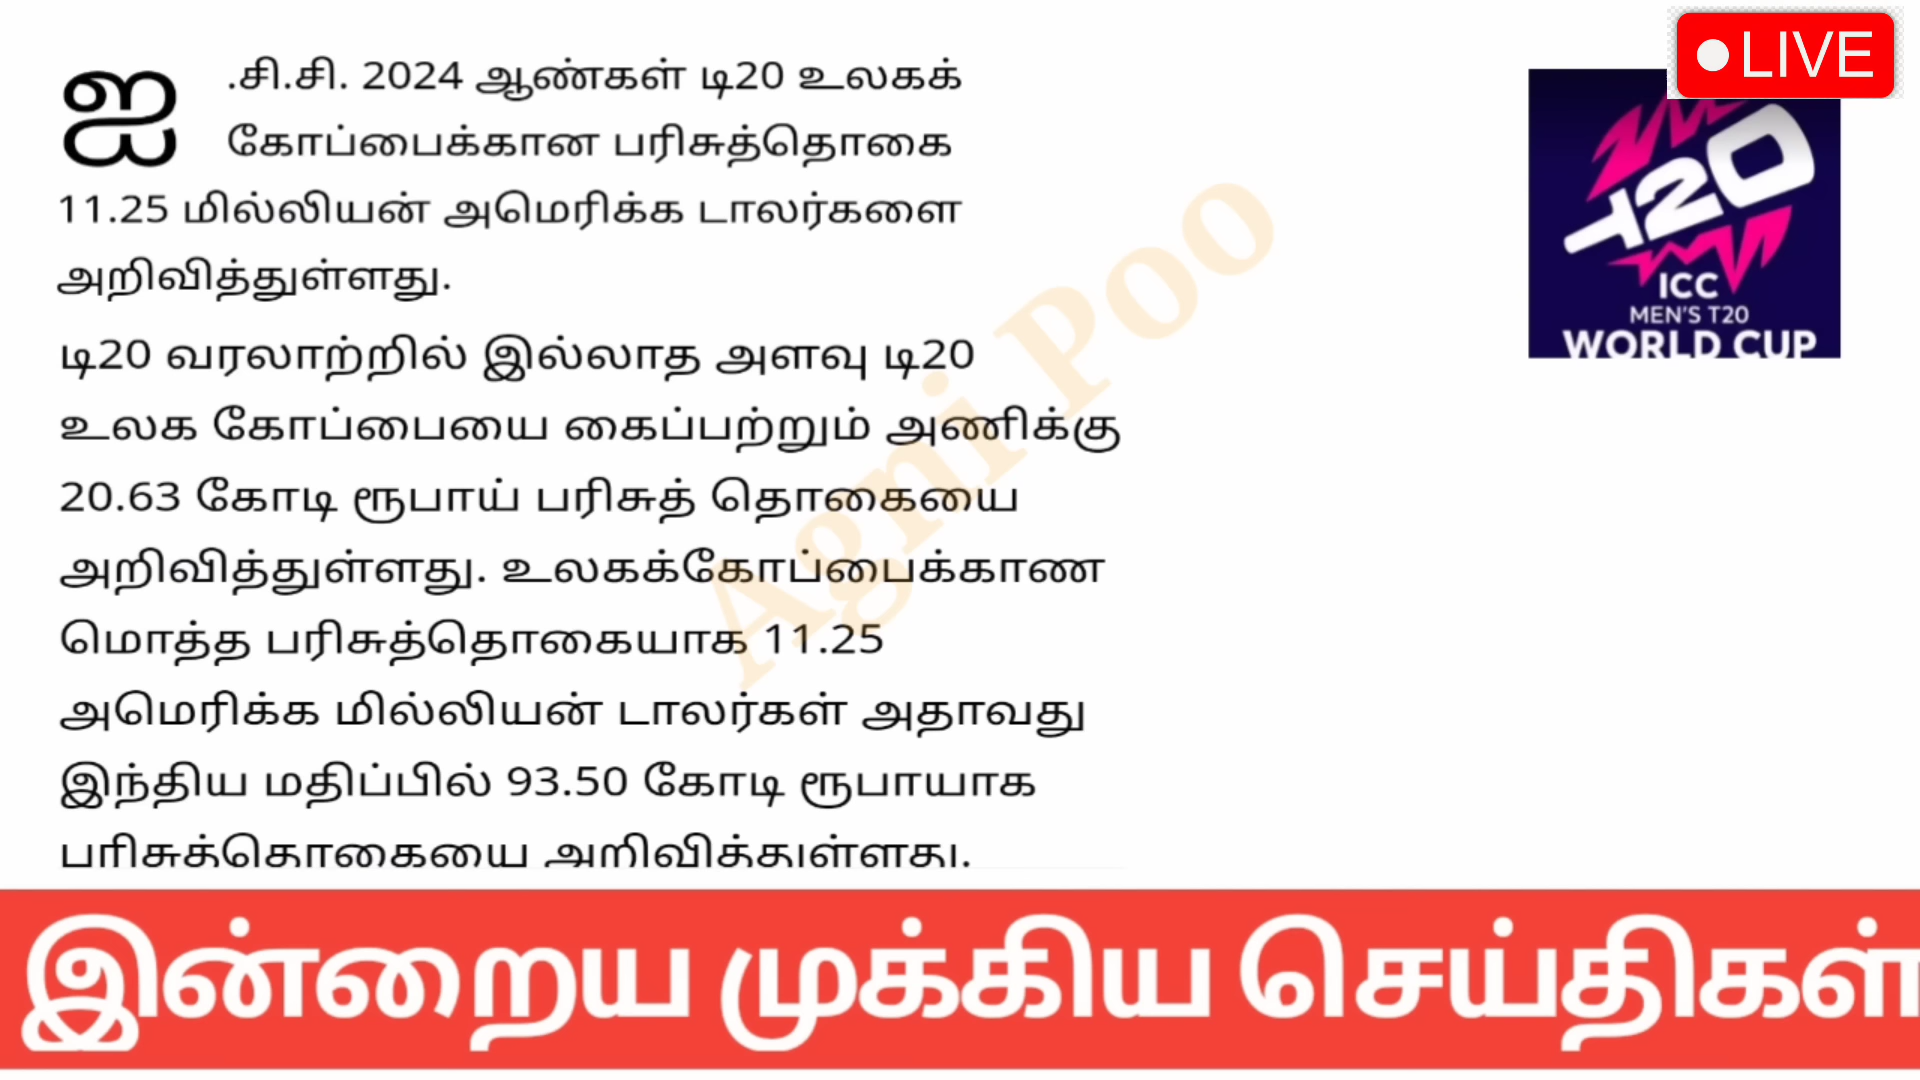 ஐ.சி.சி. 2024 ஆண்கள் டி20 உலகக்
கோப்பைக்கான பரிசுத்தொகை
11.25 மில்லியன் அமெரிக்க டாலர்களை
அறிவித்துள்ளது.
டி20 வரலாற்றில் இல்லாத அளவு டி20
உலக கோப்பையை கைப்பற்றும் அணிக்கு
20.63 கோடி ரூபாய் பரிசுத் தொகையை
அறிவித்துள்ளது. உலகக்கோப்பைக்காண
மொத்த பரிசுத்தொகையாக 11.25
அமெரிக்க மில்லியன் டாலர்கள் அதாவது
இந்திய மதிப்பில் 93.50 கோடி ரூபாயாக
பரிசுத்தொகையை அறிவித்துள்ளது.
Agni Poo
LIVE
T20
ICC
MEN'S T20
WORLD CUP
இன்றைய முக்கிய செய்திகள்